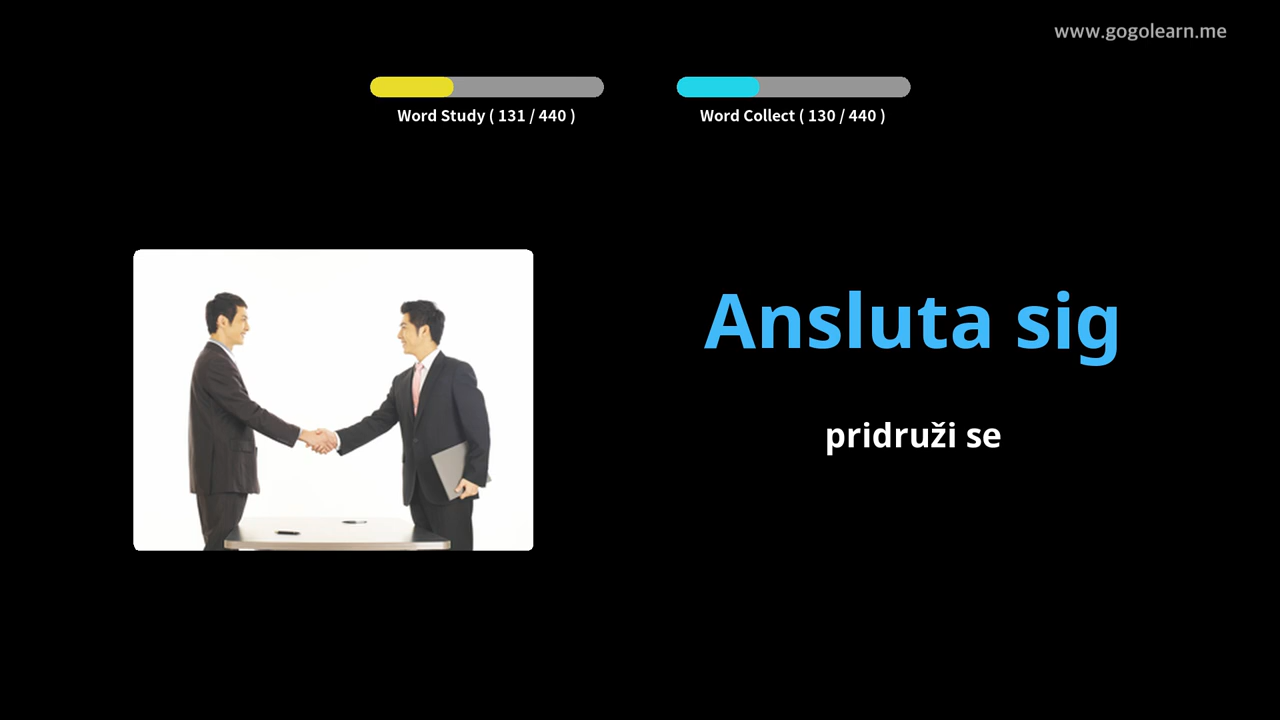 www.gogolearn.me
Word Study ( 131 / 440 )
Word Collect ( 130 / 440 )
Ansluta sig
pridruži se